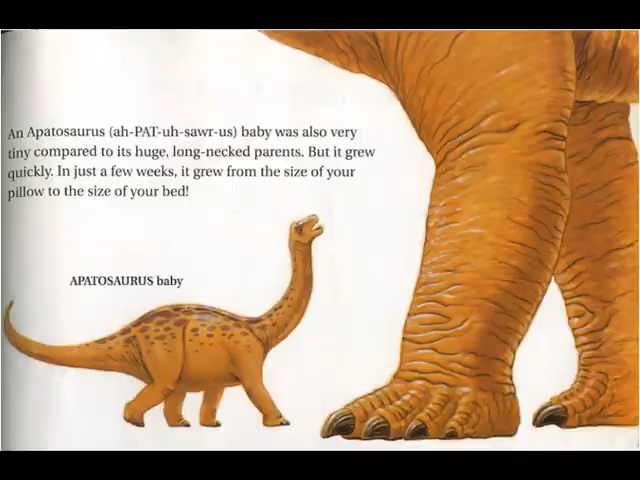 An Apatosaurus (ah-PAT-uh-sawr-us) baby was also very
tiny compared to its huge, long-necked parents. But it grew
quickly. In just a few weeks, it grew from the size of your
pillow to the size of your bed!
APATOSAURUS baby